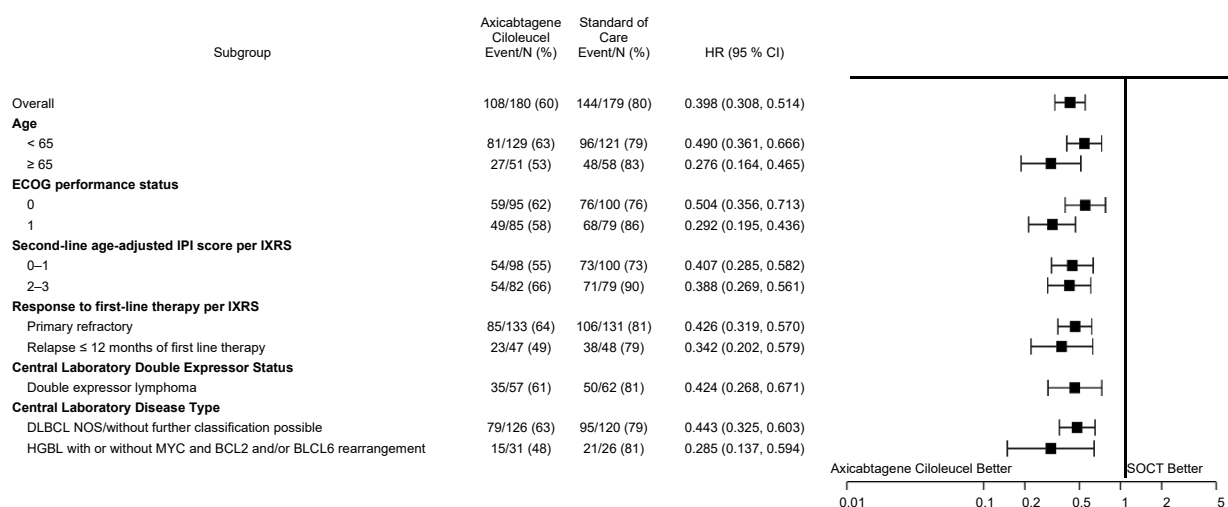 Subgroup
Axicabtagene Ciloleucel Event/N (%)
Standard of Care Event/N (%)
HR (95 % CI)
Overall 108/180 (60) 144/179 (80) 0.398 (0.308, 0.514)
Age
< 65 81/129 (63) 96/121 (79) 0.490 (0.361, 0.666)
≥ 65 27/51 (53) 48/58 (83) 0.276 (0.164, 0.465)
ECOG performance status
0 59/95 (62) 76/100 (76) 0.504 (0.356, 0.713)
1 49/85 (58) 68/79 (86) 0.292 (0.195, 0.436)
Second-line age-adjusted IPI score per IXRS
0–1 54/98 (55) 73/100 (73) 0.407 (0.285, 0.582)
2–3 54/82 (66) 71/79 (90) 0.388 (0.269, 0.561)
Response to first-line therapy per IXRS
Primary refractory 85/133 (64) 106/131 (81) 0.426 (0.319, 0.570)
Relapse ≤ 12 months of first line therapy 23/47 (49) 38/48 (79) 0.342 (0.202, 0.579)
Central Laboratory Double Expressor Status
Double expressor lymphoma 35/57 (61) 50/62 (81) 0.424 (0.268, 0.671)
Central Laboratory Disease Type
DLBCL NOS/without further classification possible 79/126 (63) 95/120 (79) 0.443 (0.325, 0.603)
HGBL with or without MYC and BCL2 and/or BLCL6 rearrangement 15/31 (48) 21/26 (81) 0.285 (0.137, 0.594)
Axicabtagene Ciloleucel Better SOCT Better
0.01 0.1 0.2 0.5 1 2 5